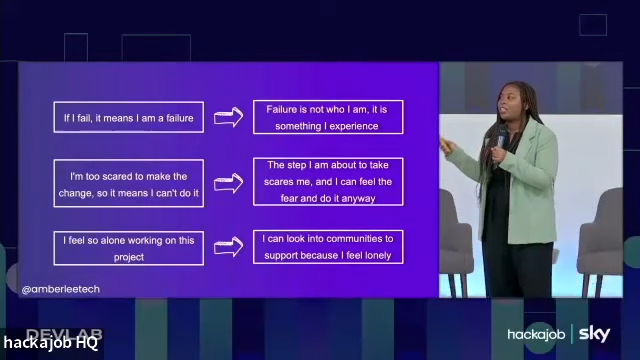 If I fail, it means I am a failure
Failure is not who I am, it is
something I experience
I'm too scared to make the
change, so it means I can't do it
The step I am about to take
scares me, and I can feel the
fear and do it anyway
I feel so alone working on this
project
I can look into communities to
support because I feel lonely
@amberleetech
DEVLAB
hackajob HQ
hackajob | sky